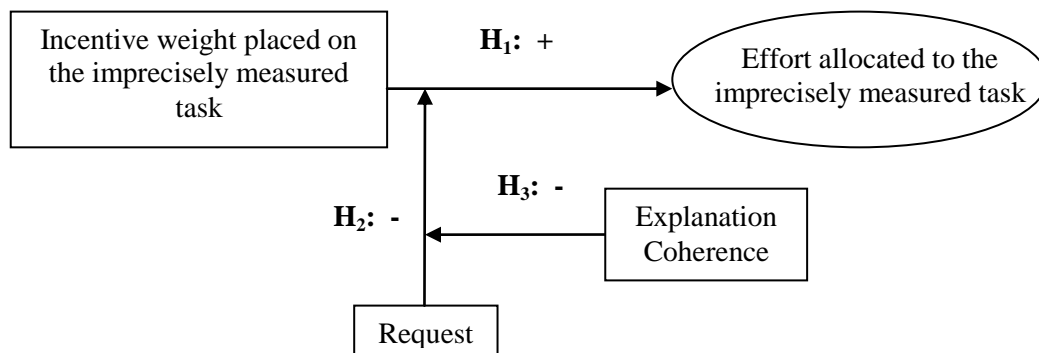 Incentive weight placed on
the imprecisely measured
task
H₁: +
Effort allocated to the
imprecisely measured task
H₂: -
H₃: -
Explanation
Coherence
Request